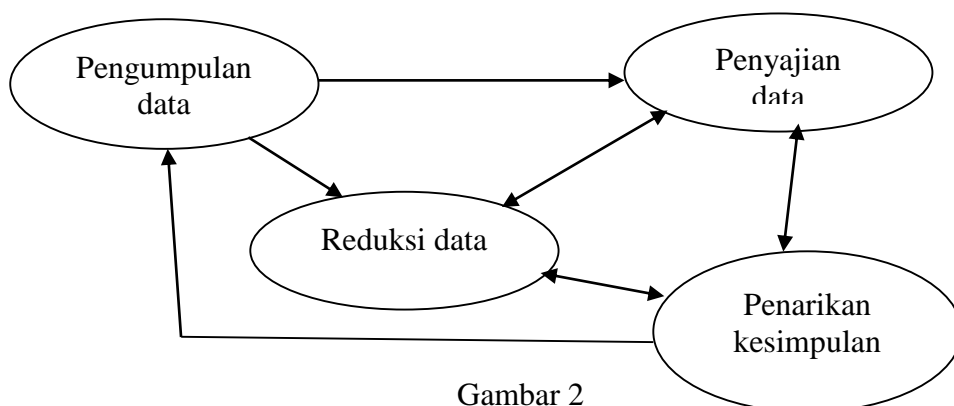 Pengumpulan
data
Penyajian
data
Reduksi data
Penarikan
kesimpulan
Gambar 2